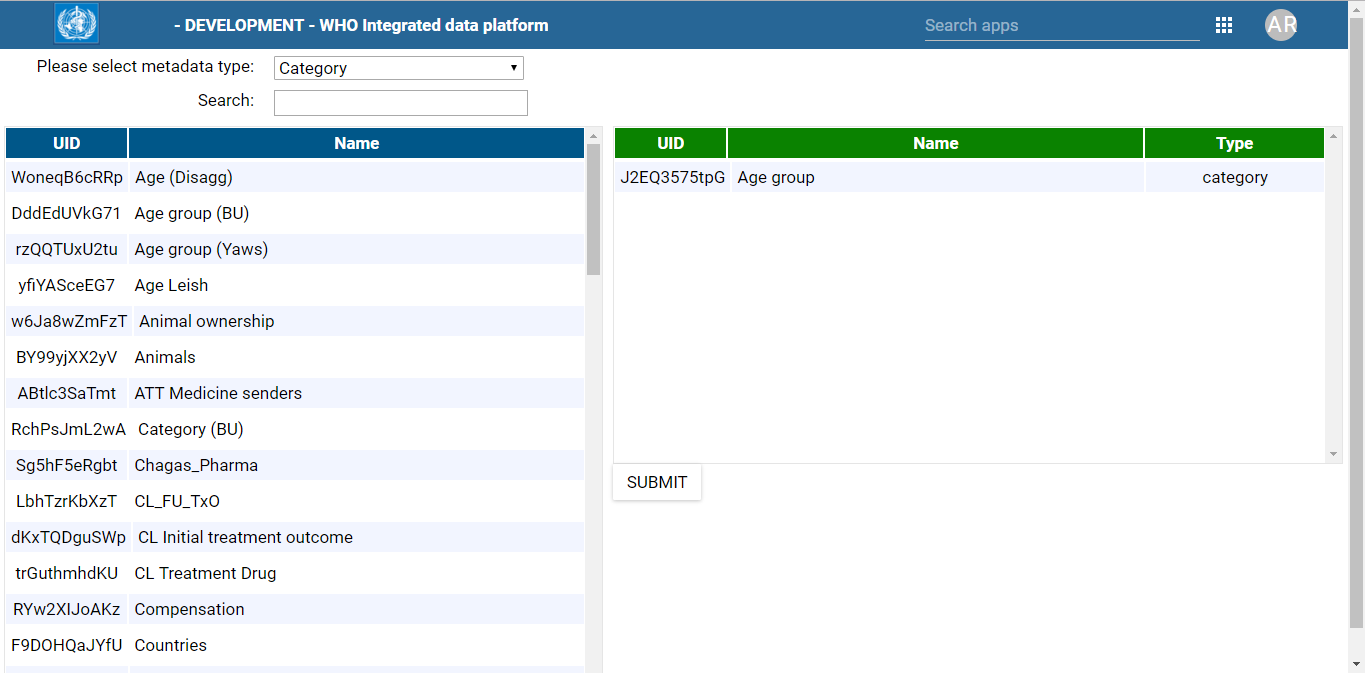 - DEVELOPMENT - WHO Integrated data platform
Search apps
AR
Please select metadata type:
Category
Search:
UID Name
WoneqB6cRRp Age (Disagg)
DddEdUVkG71 Age group (BU)
rzQQTUxU2tu Age group (Yaws)
yfiYASceEG7 Age Leish
w6Ja8wZmFzT Animal ownership
BY99yjXX2yV Animals
ABtlc3SaTmt ATT Medicine senders
RchPsJmL2wA Category (BU)
Sg5hF5eRgbt Chagas_Pharma
LbhTzrKbXzT CL_FU_TxO
dKxTQDguSWp CL Initial treatment outcome
trGuthmhdKU CL Treatment Drug
RYw2XIJoAKz Compensation
F9DOHQaJYfU Countries
UID Name Type
J2EQ3575tpG Age group category
SUBMIT